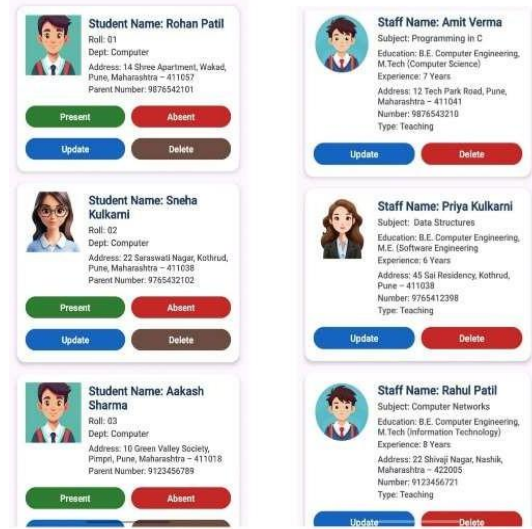 Student Name: Rohan Patil
Roll: 01
Dept: Computer
Address: 14 Shree Apartment, Wakad,
Pune, Maharashtra – 411057
Parent Number: 9876542101
Present Absent
Update Delete
Student Name: Sneha
Kulkarni
Roll: 02
Dept: Computer
Address: 22 Saraswati Nagar, Kothrud,
Pune, Maharashtra – 411038
Parent Number: 9765432102
Present Absent
Update Delete
Student Name: Aakash
Sharma
Roll: 03
Dept: Computer
Address: 10 Green Valley Society,
Pimpri, Pune, Maharashtra – 411018
Parent Number: 9123456789
Present Absent
Staff Name: Amit Verma
Subject: Programming in C
Education: B.E. Computer Engineering,
M.Tech (Computer Science)
Experience: 7 Years
Address: 12 Tech Park Road, Pune,
Maharashtra – 411041
Number: 9876543210
Type: Teaching
Update Delete
Staff Name: Priya Kulkarni
Subject: Data Structures
Education: B.E. Computer Engineering,
M.E. (Software Engineering
Experience: 6 Years
Address: 45 Sai Residency, Kothrud,
Pune – 411038
Number: 9765412398
Type: Teaching
Update Delete
Staff Name: Rahul Patil
Subject: Computer Networks
Education: B.E. Computer Engineering,
M.Tech (Information Technology)
Experience: 8 Years
Address: 22 Shivaji Nagar, Nashik,
Maharashtra – 422005
Number: 9123456721
Type: Teaching
Update Delete